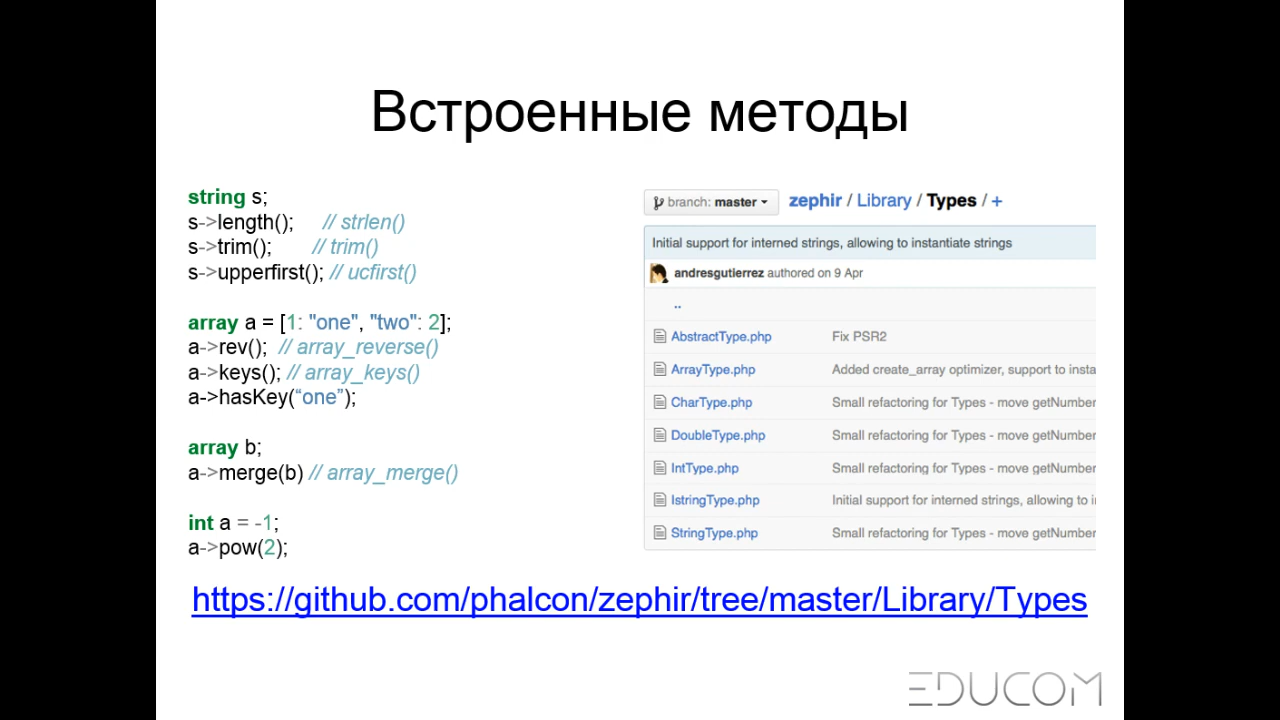 Встроенные методы
string s;
s->length(); // strlen()
s->trim(); // trim()
s->upperfirst(); // ucfirst()
array a = [1: "one", "two": 2];
a->rev(); // array_reverse()
a->keys(); // array_keys()
a->hasKey(“one”);
array b;
a->merge(b) // array_merge()
int a = -1;
a->pow(2);
branch: master zephir / Library / Types / +
Initial support for interned strings, allowing to instantiate strings
andresgutierrez authored on 9 Apr
..
AbstractType.php Fix PSR2
ArrayType.php Added create_array optimizer, support to insta
CharType.php Small refactoring for Types - move getNumber
DoubleType.php Small refactoring for Types - move getNumber
IntType.php Small refactoring for Types - move getNumber
IstringType.php Initial support for interned strings, allowing to i
StringType.php Small refactoring for Types - move getNumber
https://github.com/phalcon/zephir/tree/master/Library/Types
EDUCOM